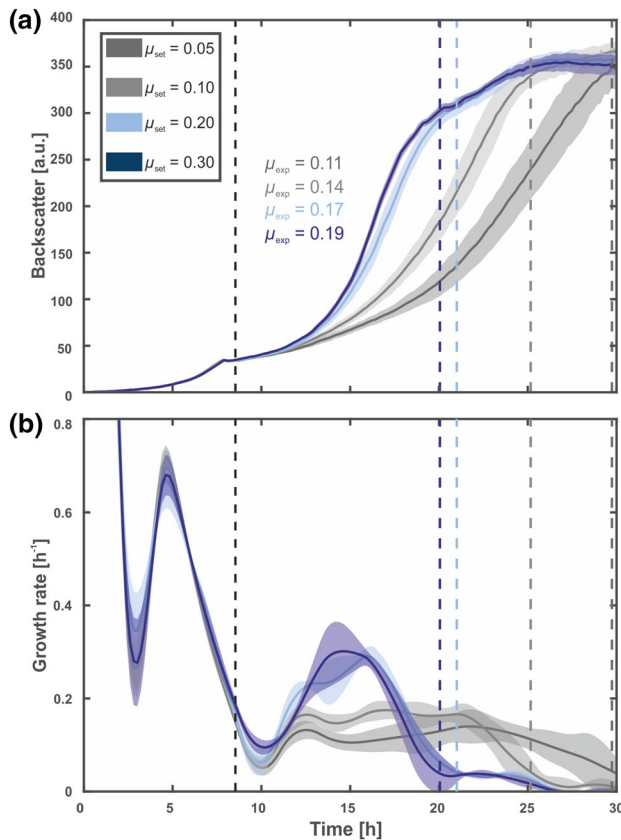 (a)
400
350
300
250
200
150
100
50
0
Backscatter [a.u.]
μset = 0.05
μset = 0.10
μset = 0.20
μset = 0.30
μexp = 0.11
μexp = 0.14
μexp = 0.17
μexp = 0.19
(b)
0.8
0.6
0.4
0.2
0
Growth rate [h-1]
0 5 10 15 20 25 30
Time [h]